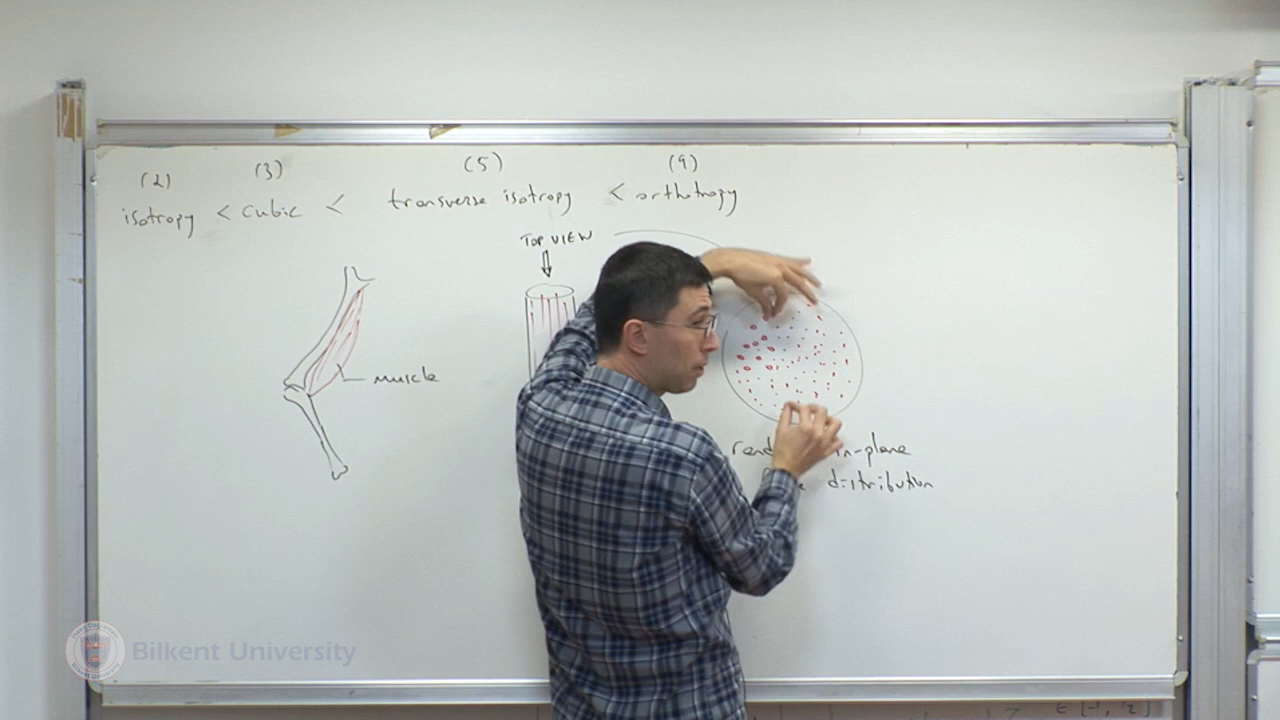 (2) (3) (5) (9)
isotropy < cubic < transverse isotropy < orthotropy
TOP VIEW
muscle
in-plane
distribution
Bilkent University